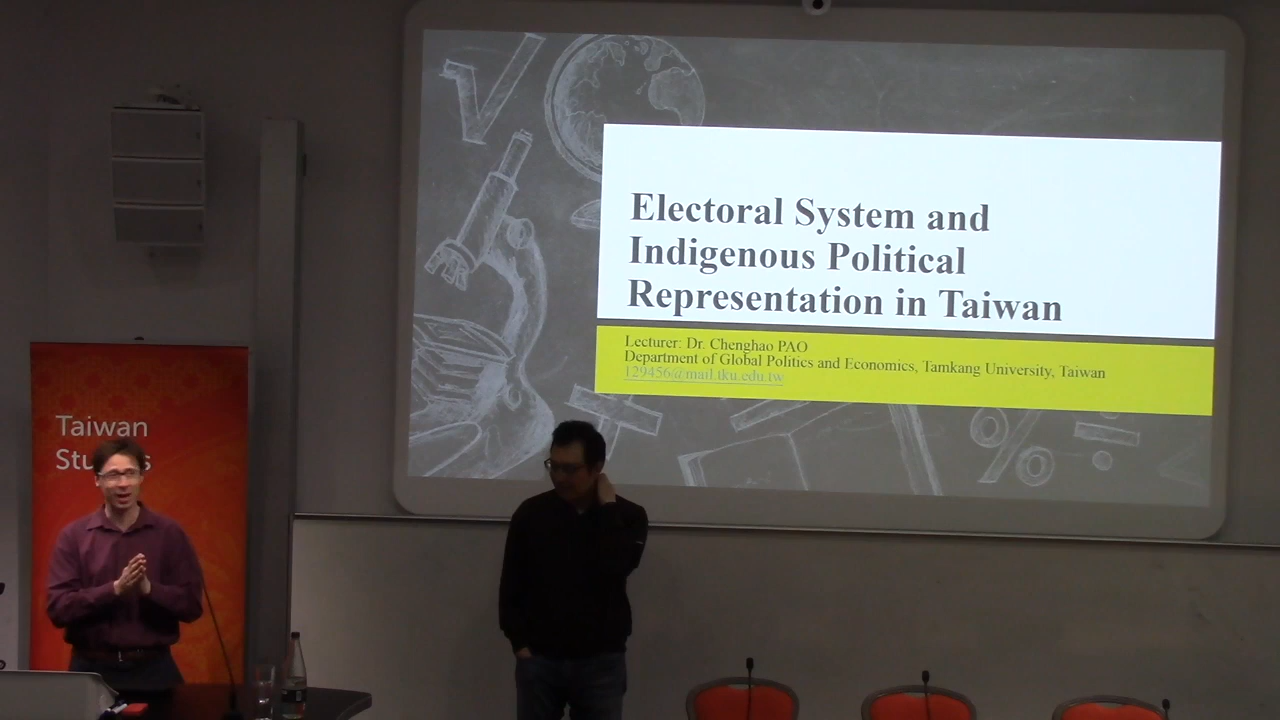 Electoral System and
Indigenous Political
Representation in Taiwan
Lecturer: Dr. Chenghao PAO
Department of Global Politics and Economics, Tamkang University, Taiwan
129456@mail.tku.edu.tw
Taiwan
Stu s